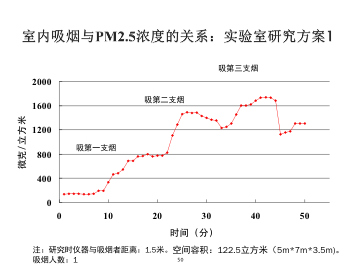 室内吸烟与PM2.5浓度的关系：实验室研究方案1
吸第三支烟
吸第二支烟
吸第一支烟
微克/立方米
2000
1600
1200
800
400
0
0 10 20 30 40 50 60
时间（分）
注：研究时仪器与吸烟者距离：1.5米。空间容积：122.5立方米（5m*7m*3.5m)。
吸烟人数：1
39